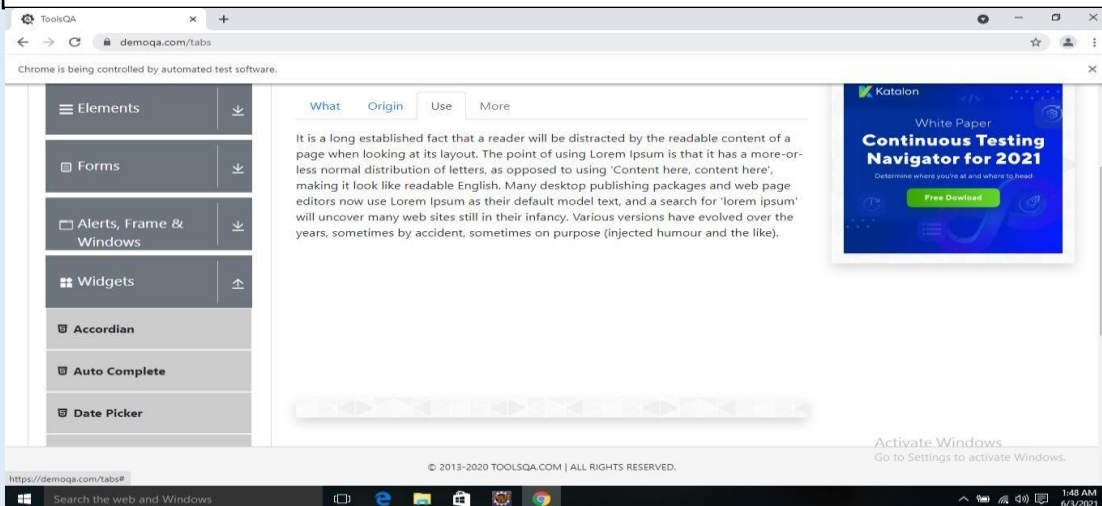 ToolsQA
demoqa.com/tabs
Chrome is being controlled by automated test software.
Elements
Forms
Alerts, Frame &
Windows
Widgets
Accordian
Auto Complete
Date Picker
What Origin Use More
It is a long established fact that a reader will be distracted by the readable content of a
page when looking at its layout. The point of using Lorem Ipsum is that it has a more-or-
less normal distribution of letters, as opposed to using 'Content here, content here',
making it look like readable English. Many desktop publishing packages and web page
editors now use Lorem Ipsum as their default model text, and a search for 'lorem ipsum'
will uncover many web sites still in their infancy. Various versions have evolved over the
years, sometimes by accident, sometimes on purpose (injected humour and the like).
Katalon
White Paper
Continuous Testing
Navigator for 2021
Determine where you're at and where to head
Free Dowload
Activate Windows
Go to Settings to activate Windows.
© 2013-2020 TOOLSQA.COM | ALL RIGHTS RESERVED.
https://demoqa.com/tabs#
Search the web and Windows
1:48 AM
6/3/2021